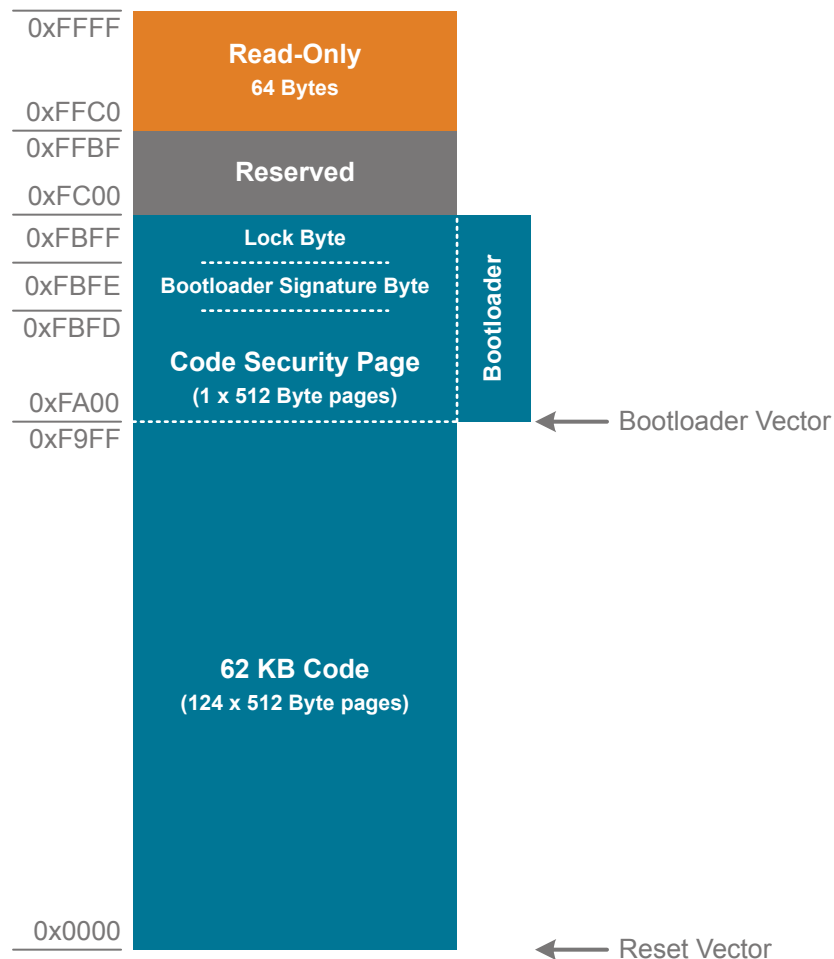 0xFFFF
Read-Only
64 Bytes
0xFFC0
0xFFBF
Reserved
0xFC00
0xFBFF
Lock Byte
0xFBFE
Bootloader Signature Byte
0xFBFD
Code Security Page
(1 x 512 Byte pages)
Bootloader
0xFA00
Bootloader Vector
0xF9FF
62 KB Code
(124 x 512 Byte pages)
0x0000
Reset Vector